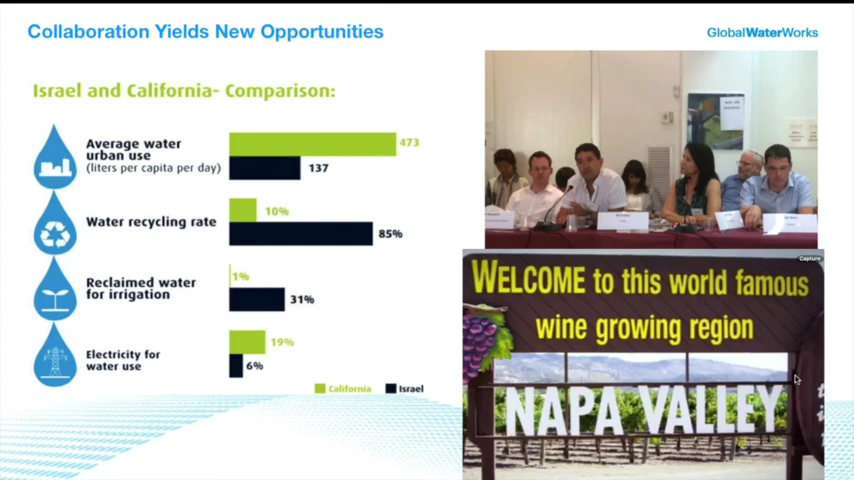 Collaboration Yields New Opportunities
GlobalWaterWorks
Israel and California- Comparison:
Average water
urban use
(liters per capita per day)
473
137
Water recycling rate
10%
85%
Reclaimed water
for irrigation
1%
31%
Electricity for
water use
19%
6%
California
Israel
Capture
WELCOME to this world famous
wine growing region
NAPA VALLEY